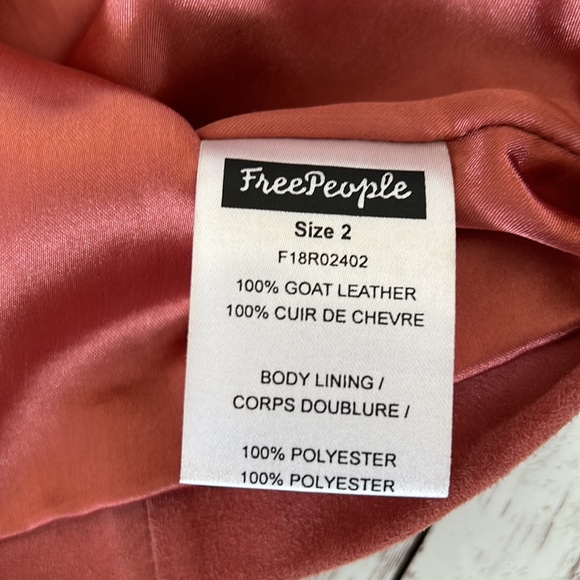 FreePeople
Size 2
F18R02402
100% GOAT LEATHER
100% CUIR DE CHEVRE
BODY LINING /
CORPS DOUBLURE /
100% POLYESTER
100% POLYESTER